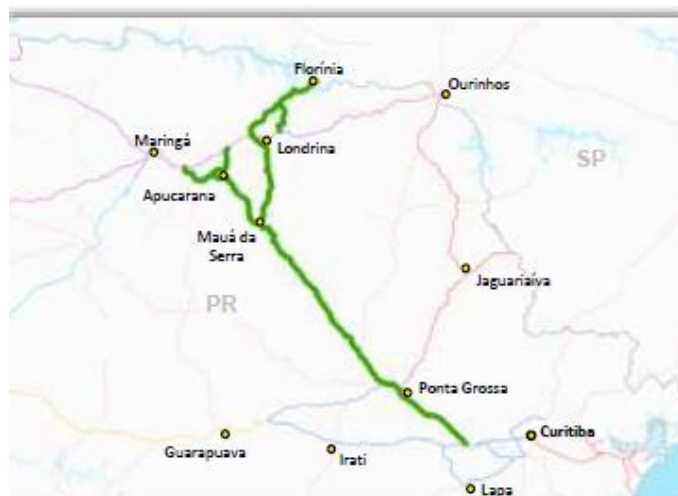 Florínia
Ourinhos
Maringá
Londrina
SP
Apucarana
Mauá da
Serra
Jaguariaíva
PR
Ponta Grossa
Curitiba
Guarapuava
Irati
Lapa